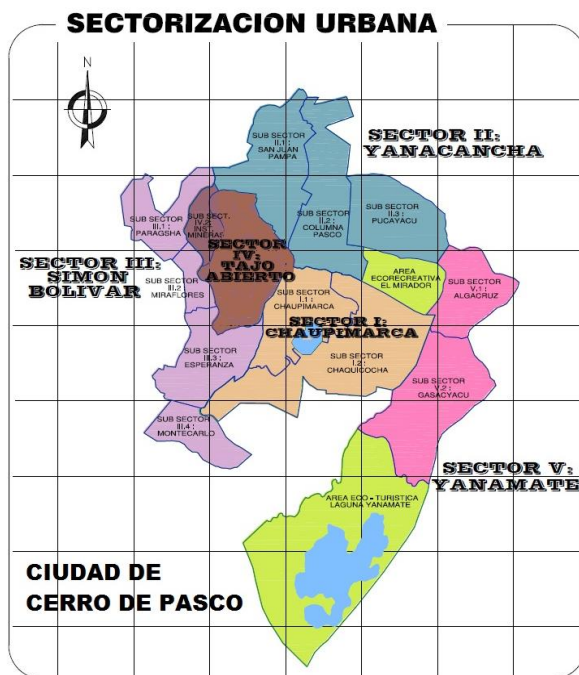 SECTORIZACION URBANA
N
SUB SECTOR
II.1 :
SAN JUAN
PAMPA
SECTOR II:
YANACANCHA
SUB SECTOR
III.1 :
PARAGSHA
SUB SECT.
IV.2:
INST.
MINERAS
SUB SECTOR
II.2 :
COLUMNA
PASCO
SUB SECTOR
II.3 :
PUCAYACU
SECTOR
IV:
TAJO
ABIERTO
SECTOR III:
SIMON
BOLIVAR
SUB SECTOR
III.2 :
MIRAFLORES
AREA
ECORECREATIVA
EL MIRADOR
SUB SECTOR
V.1 :
ALGACRUZ
SUB SECTOR
I.1 :
CHAUPIMARCA
SECTOR I:
CHAUPIMARCA
SUB SECTOR
III.3 :
ESPERANZA
SUB SECTOR
I.2 :
CHAQUICOCHA
SUB SECTOR
V.2 :
GASACYACU
SUB SECTOR
III.4 :
MONTECARLO
SECTOR V:
YANAMATE
AREA ECO - TURISTICA
LAGUNA YANAMATE
CIUDAD DE
CERRO DE PASCO